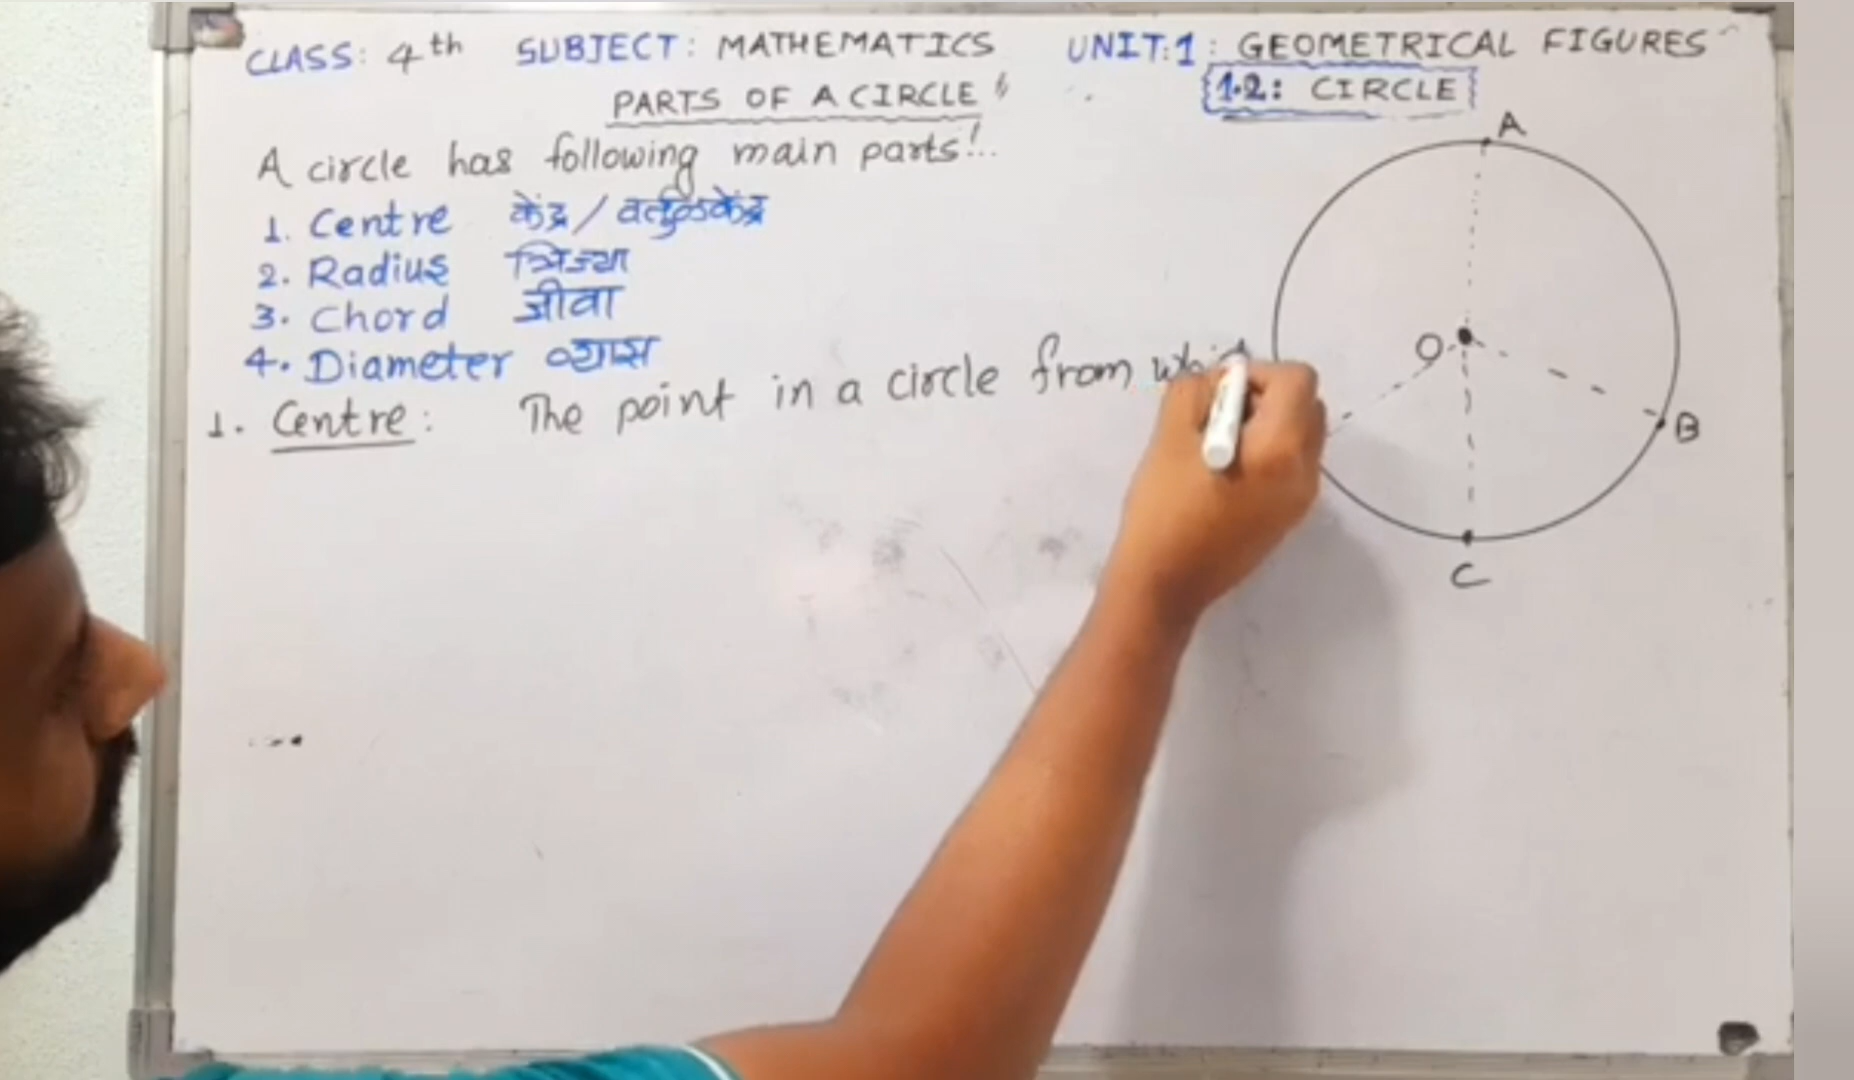 CLASS: 4th SUBJECT: MATHEMATICS UNIT:1: GEOMETRICAL FIGURES
PARTS OF A CIRCLE
1.2: CIRCLE
A circle has following main parts!..
1. Centre केंद्र / वर्तुळकेंद्र
2. Radius त्रिज्या
3. Chord जीवा
4. Diameter व्यास
1. Centre: The point in a circle from
A
O
B
C